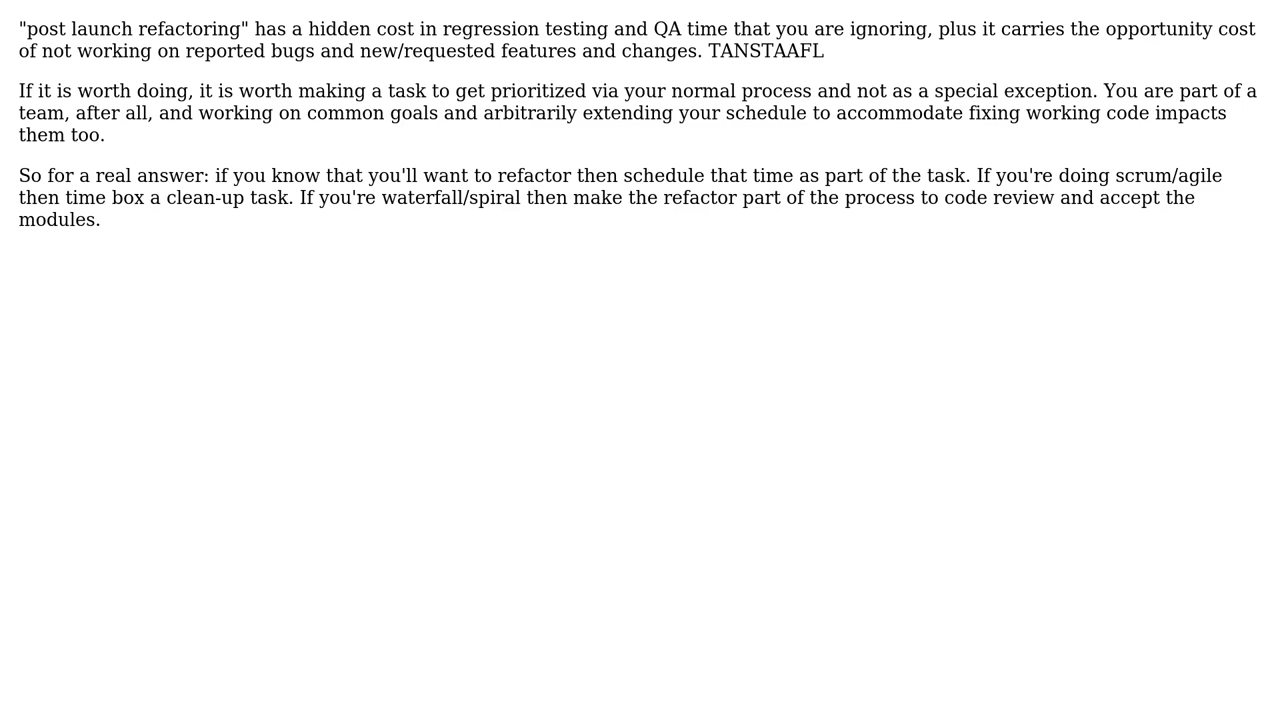 "post launch refactoring" has a hidden cost in regression testing and QA time that you are ignoring, plus it carries the opportunity cost
of not working on reported bugs and new/requested features and changes. TANSTAAFL
If it is worth doing, it is worth making a task to get prioritized via your normal process and not as a special exception. You are part of a
team, after all, and working on common goals and arbitrarily extending your schedule to accommodate fixing working code impacts
them too.
So for a real answer: if you know that you'll want to refactor then schedule that time as part of the task. If you're doing scrum/agile
then time box a clean-up task. If you're waterfall/spiral then make the refactor part of the process to code review and accept the
modules.